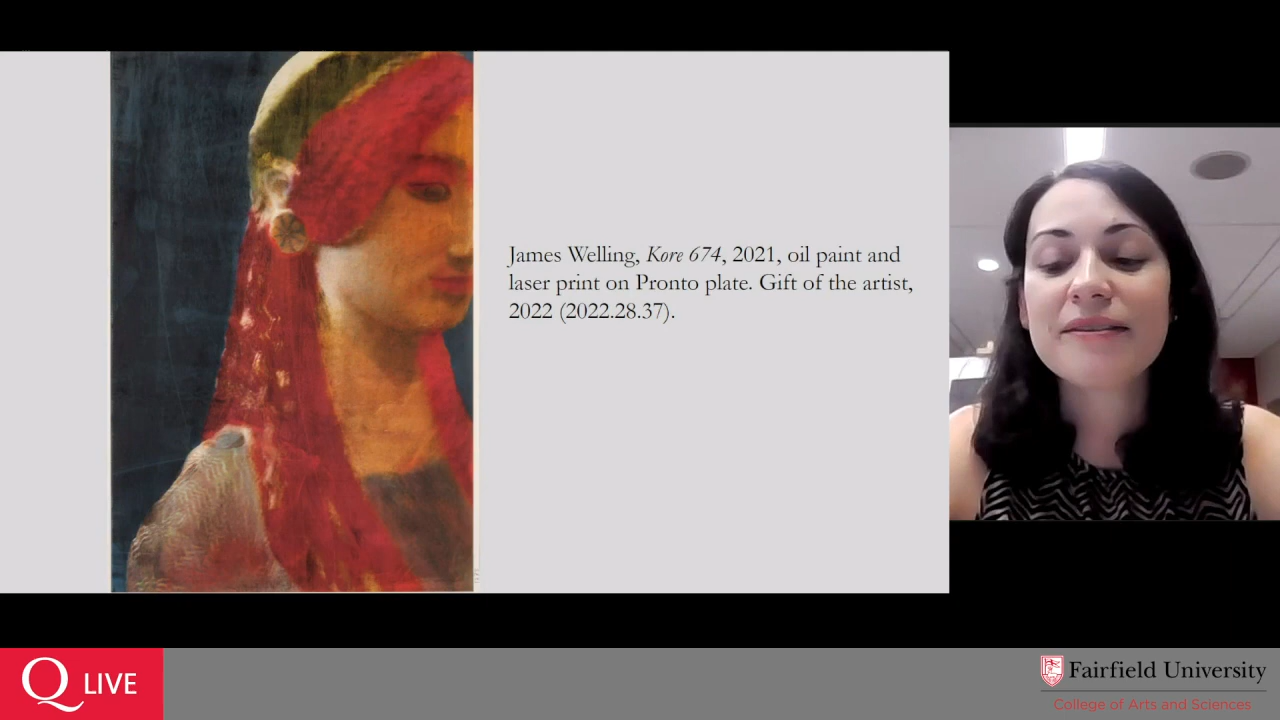 James Welling, Kore 674, 2021, oil paint and
laser print on Pronto plate. Gift of the artist,
2022 (2022.28.37).
Q LIVE
Fairfield University
College of Arts and Sciences